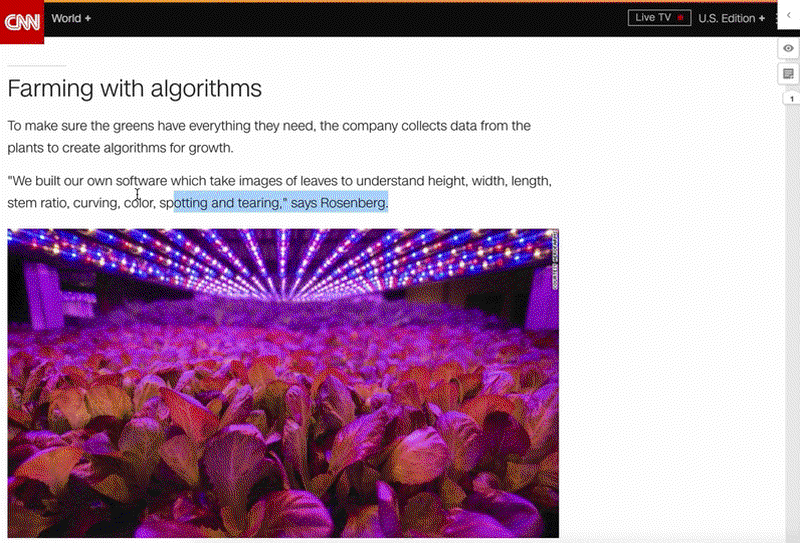 CNN World + Live TV U.S. Edition +
1
Farming with algorithms
To make sure the greens have everything they need, the company collects data from the
plants to create algorithms for growth.
"We built our own software which take images of leaves to understand height, width, length,
stem ratio, curving, color, spotting and tearing," says Rosenberg.